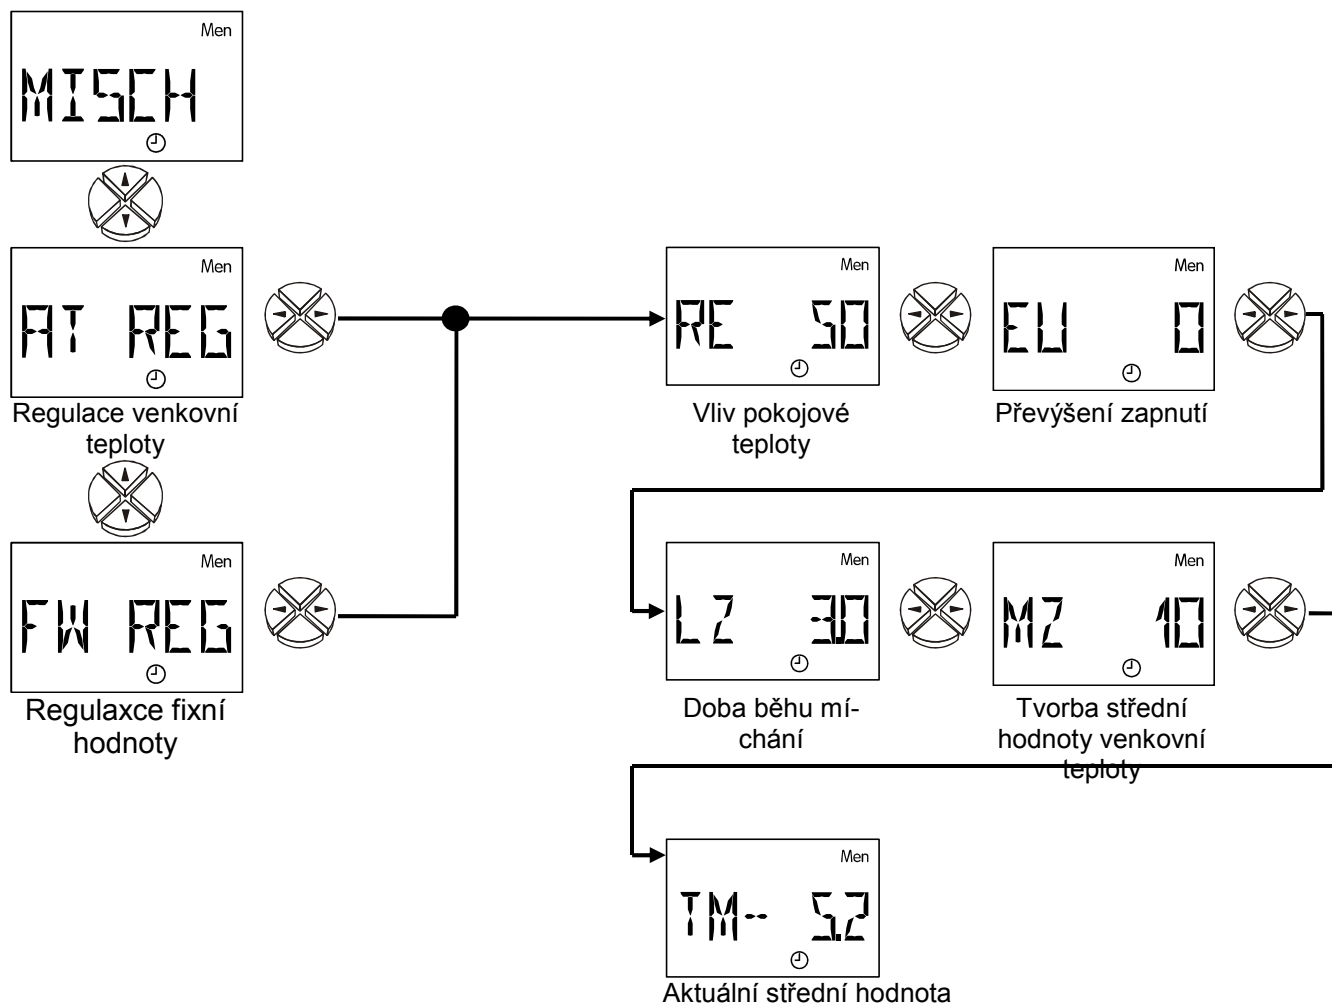 Men
MISCH
Men
AT REG
Regulace venkovní
teploty
Men
RE 50
Vliv pokojové
teploty
Men
EU 0
Převýšení zapnutí
Men
FW REG
Regulaxce fixní
hodnoty
Men
LZ 3.0
Doba běhu mí-
chání
Men
MZ 10
Tvorba střední
hodnoty venkovní
teploty
Men
TM-- 5.2
Aktuální střední hodnota